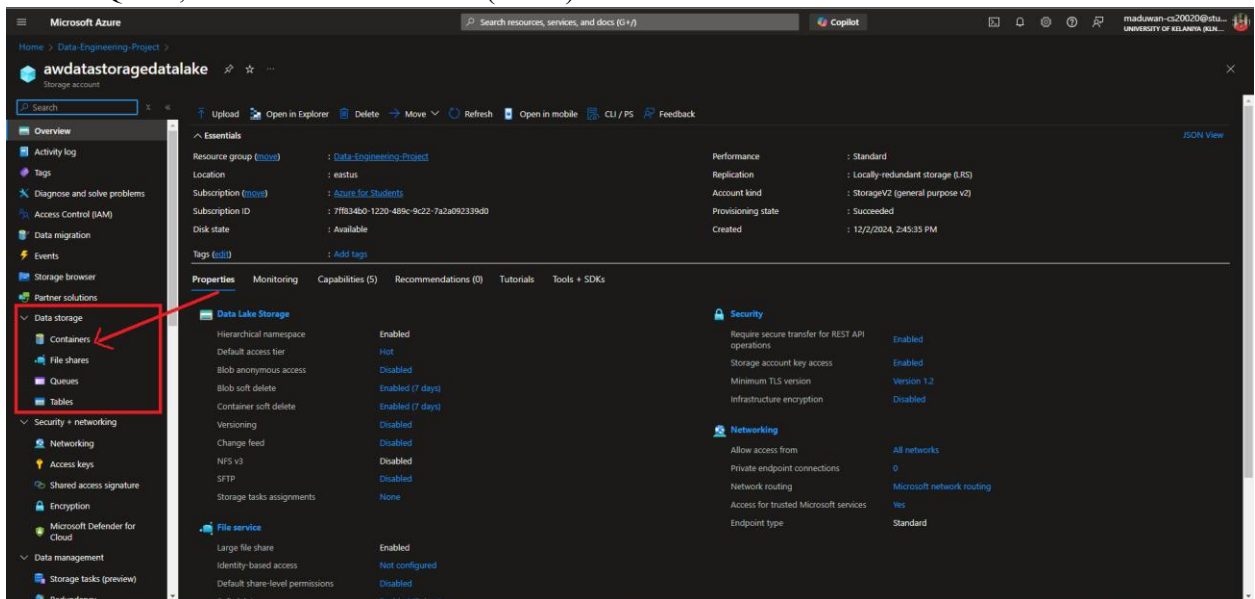 Microsoft Azure
Search resources, services, and docs (G+/)
Copilot
maduwan-cs20020@stu...
UNIVERSITY OF KELANIYA (KLN....
Home > Data-Engineering-Project >
awdatastoragedatalake
Storage account
Search
Overview
Activity log
Tags
Diagnose and solve problems
Access Control (IAM)
Data migration
Events
Storage browser
Partner solutions
Data storage
Containers
File shares
Queues
Tables
Security + networking
Networking
Access keys
Shared access signature
Encryption
Microsoft Defender for
Cloud
Data management
Storage tasks (preview)
Redundancy
Upload Open in Explorer Delete Move Refresh Open in mobile CLI / PS Feedback
Essentials
JSON View
Resource group (move) : Data-Engineering-Project
Location : eastus
Subscription (move) : Azure for Students
Subscription ID : 7ff834b0-1220-489c-9c22-7a2a092339d0
Disk state : Available
Performance : Standard
Replication : Locally-redundant storage (LRS)
Account kind : StorageV2 (general purpose v2)
Provisioning state : Succeeded
Created : 12/2/2024, 2:45:35 PM
Tags (edit) : Add tags
Properties Monitoring Capabilities (5) Recommendations (0) Tutorials Tools + SDKs
Data Lake Storage
Hierarchical namespace Enabled
Default access tier Hot
Blob anonymous access Disabled
Blob soft delete Enabled (7 days)
Container soft delete Enabled (7 days)
Versioning Disabled
Change feed Disabled
NFS v3 Disabled
SFTP Disabled
Storage tasks assignments None
File service
Large file share Enabled
Identity-based access Not configured
Default share-level permissions Disabled
Security
Require secure transfer for REST API
operations Enabled
Storage account key access Enabled
Minimum TLS version Version 1.2
Infrastructure encryption Disabled
Networking
Allow access from All networks
Private endpoint connections 0
Network routing Microsoft network routing
Access for trusted Microsoft services Yes
Endpoint type Standard